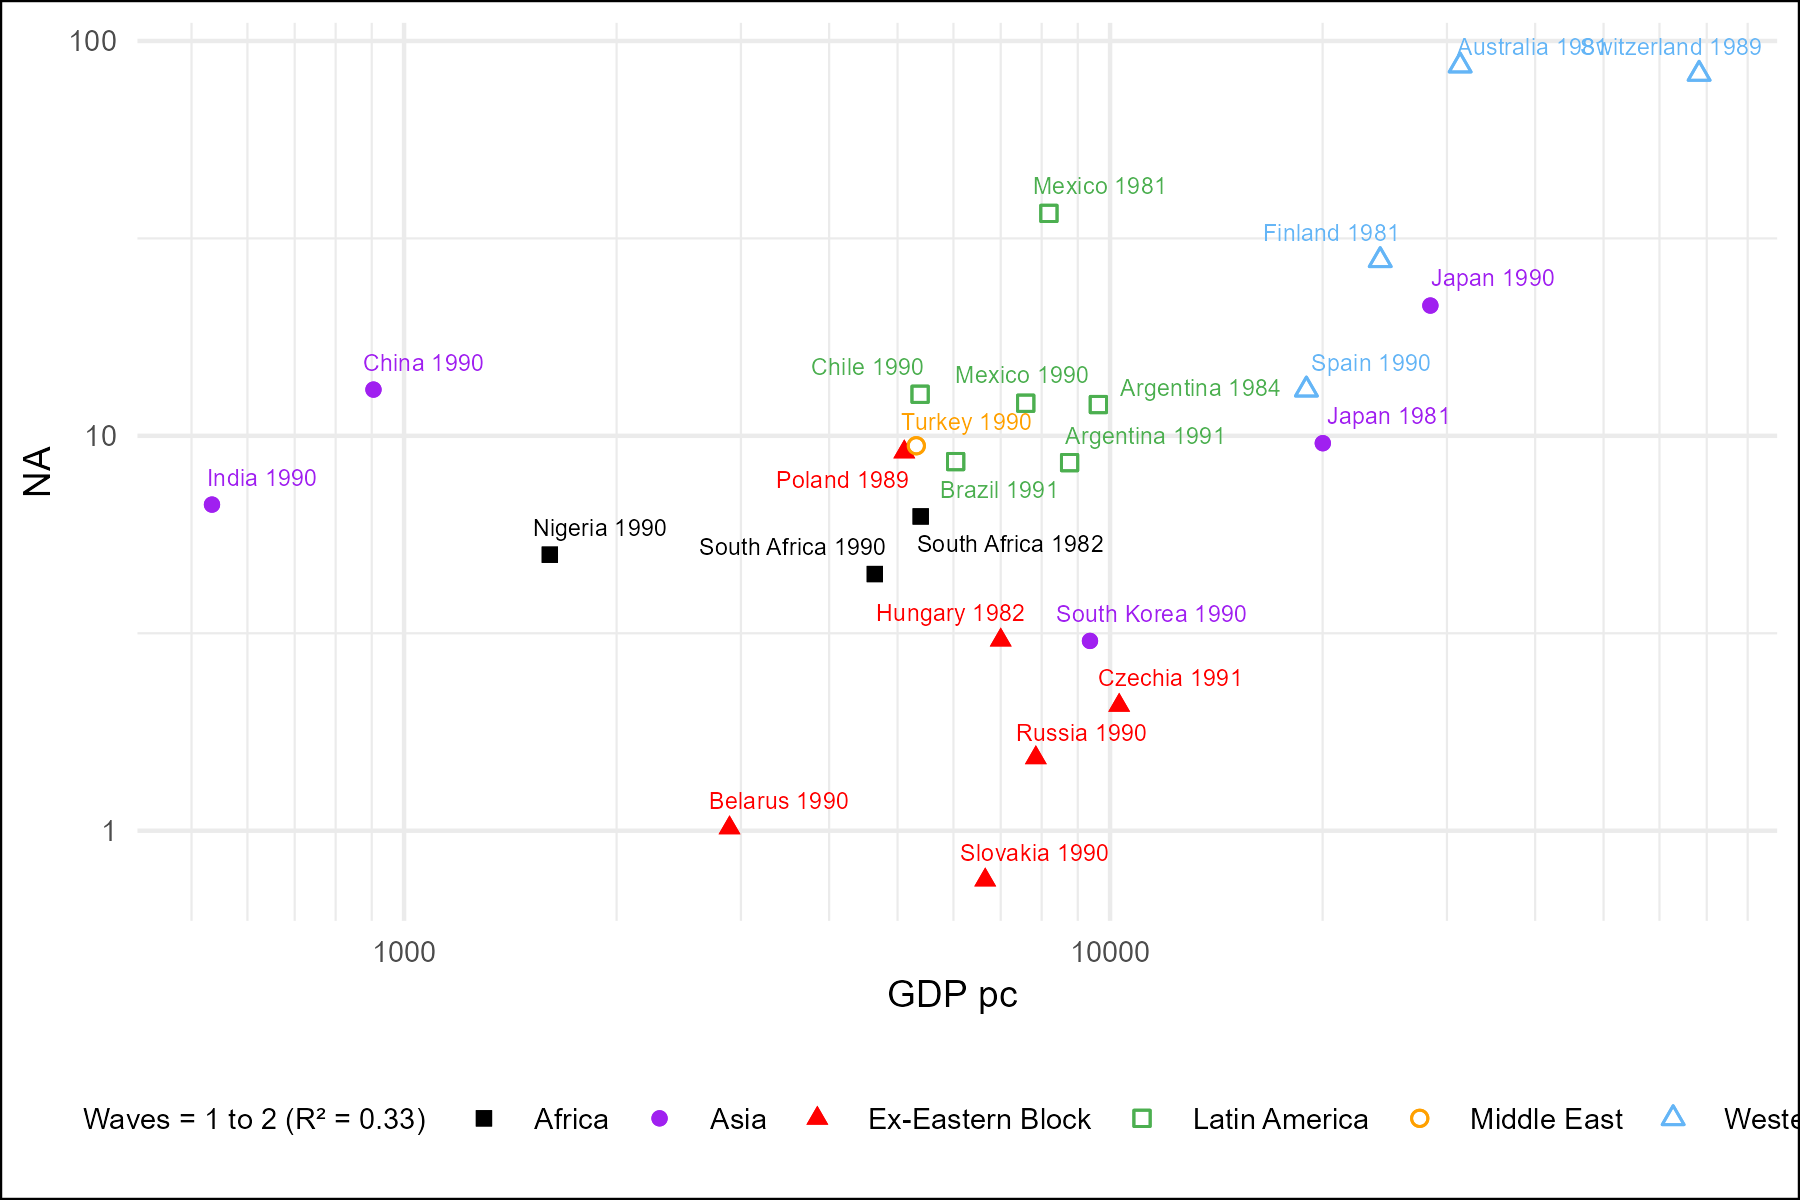 100
Australia 1981
Switzerland 1989
Mexico 1981
Finland 1981
Japan 1990
China 1990
Chile 1990
Mexico 1990
Spain 1990
Argentina 1984
Japan 1981
Turkey 1990
10
Argentina 1991
NA
India 1990
Poland 1989
Brazil 1991
Nigeria 1990
South Africa 1990
South Africa 1982
Hungary 1982
South Korea 1990
Czechia 1991
Russia 1990
Belarus 1990
1
Slovakia 1990
1000
10000
GDP pc
Waves = 1 to 2 (R² = 0.33)
Africa
Asia
Ex-Eastern Block
Latin America
Middle East
Weste